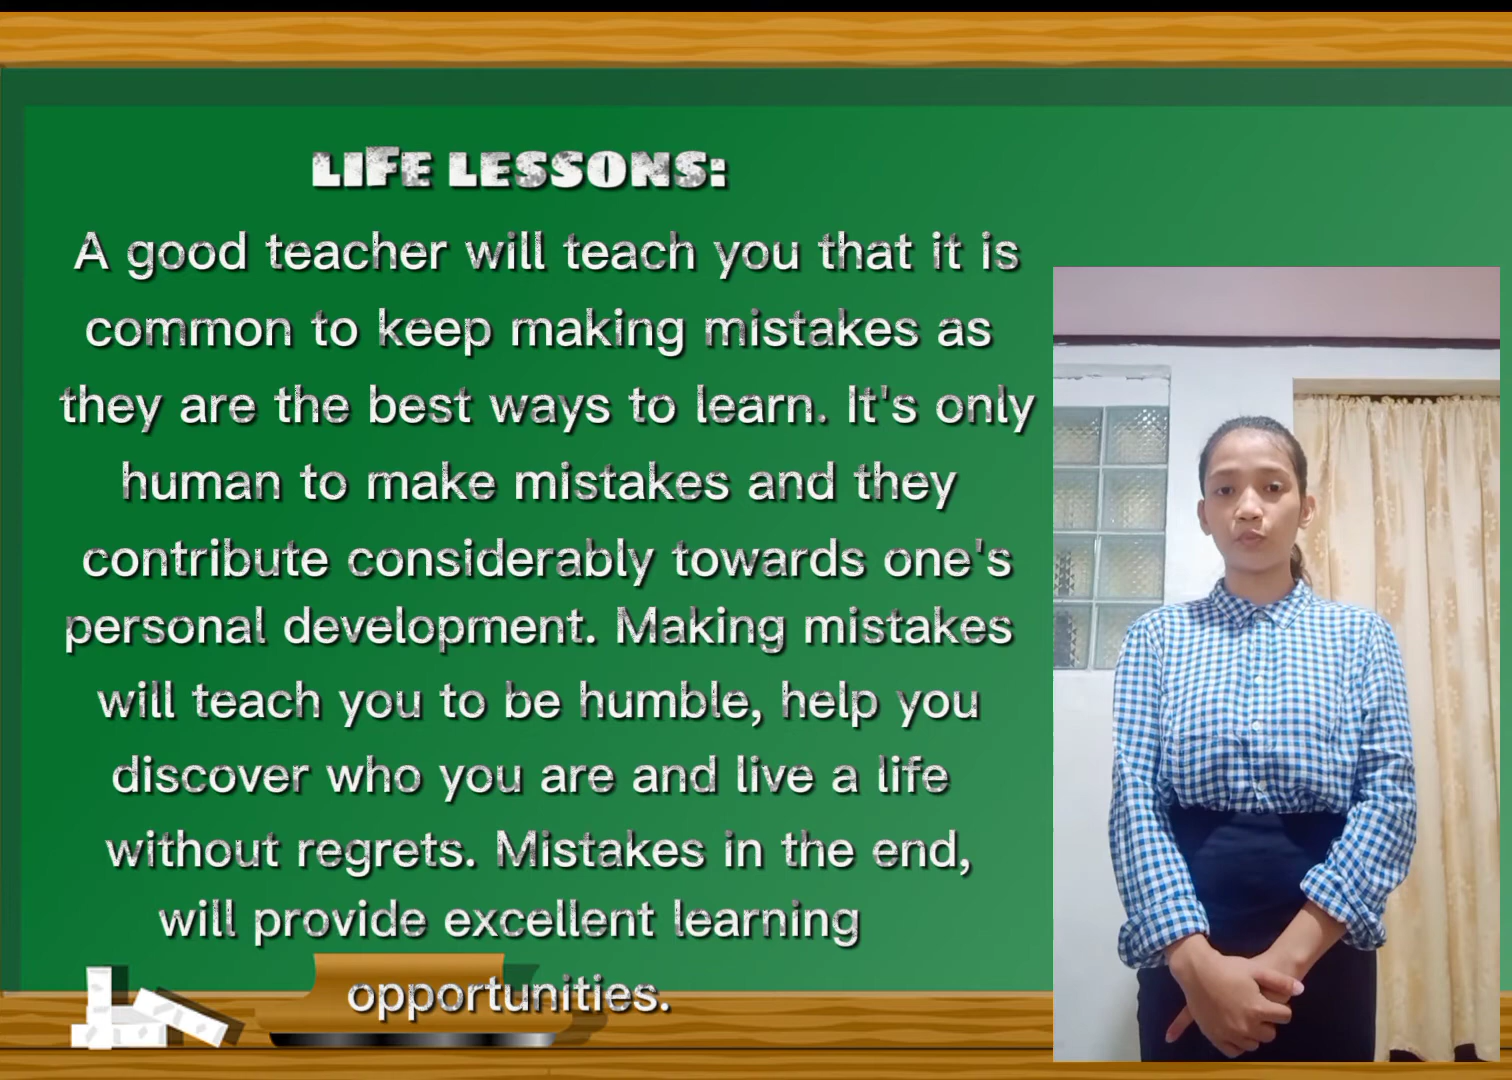 LIFE LESSONS:
A good teacher will teach you that it is
common to keep making mistakes as
they are the best ways to learn. It's only
human to make mistakes and they
contribute considerably towards one's
personal development. Making mistakes
will teach you to be humble, help you
discover who you are and live a life
without regrets. Mistakes in the end,
will provide excellent learning
opportunities.